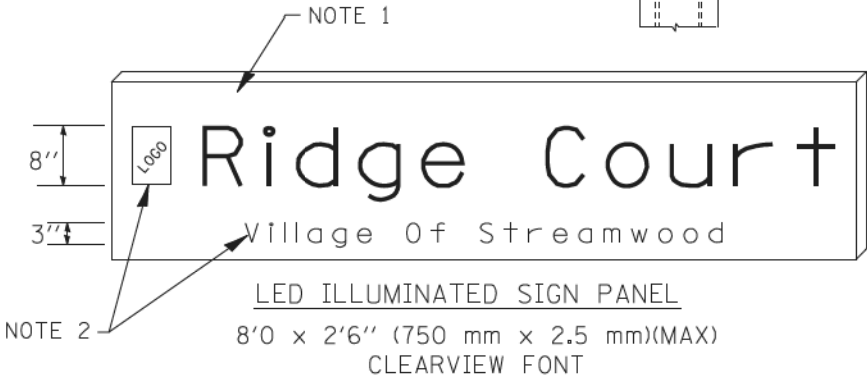 NOTE 1
8''
LOGO
Ridge Court
3''
Village Of Streamwood
LED ILLUMINATED SIGN PANEL
NOTE 2
8'0 x 2'6'' (750 mm x 2.5 mm)(MAX)
CLEARVIEW FONT